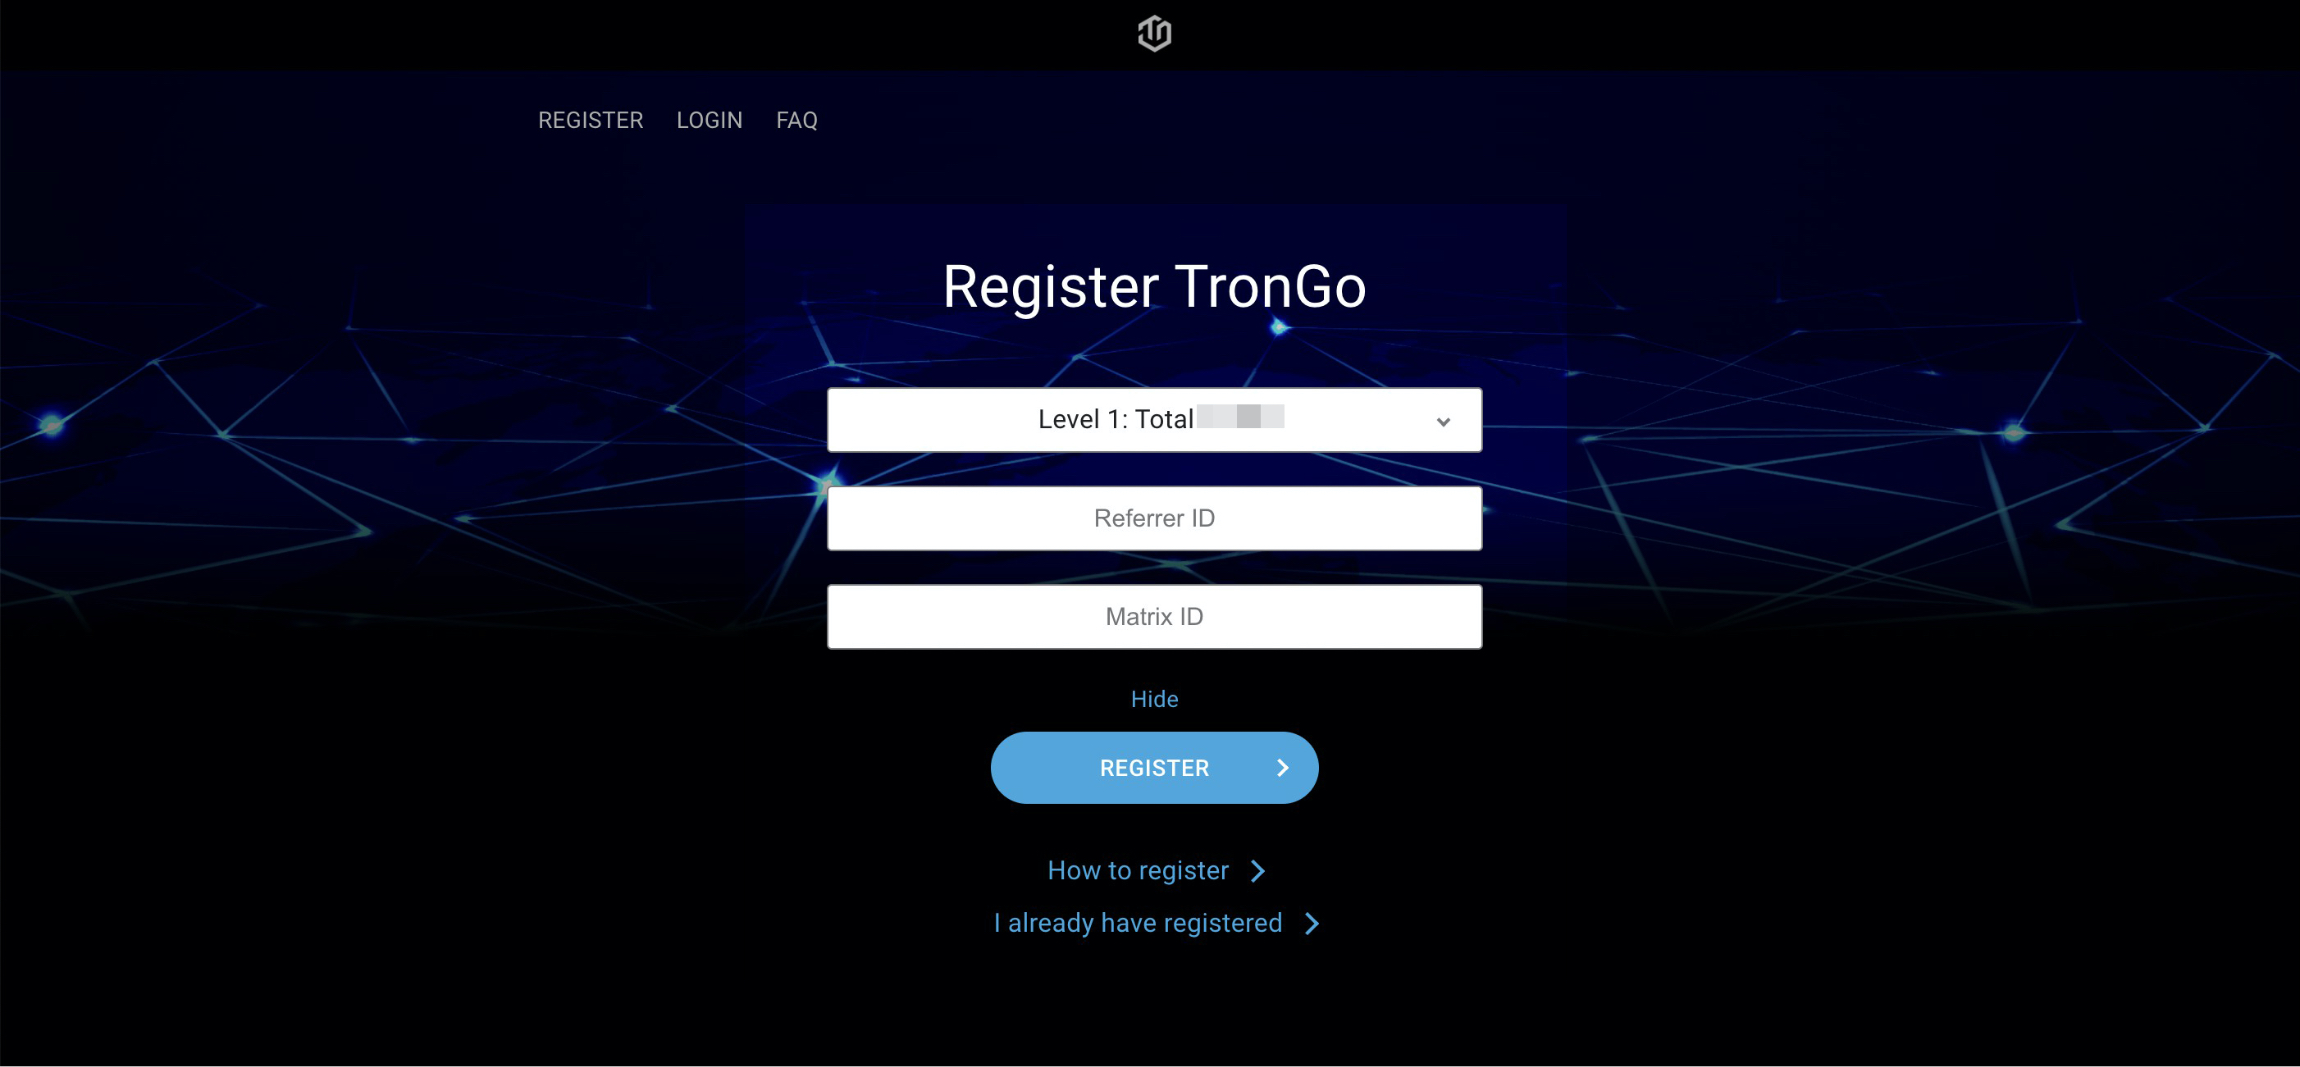 REGISTER LOGIN FAQ
Register TronGo
Level 1: Total
Referrer ID
Matrix ID
Hide
REGISTER
How to register
I already have registered